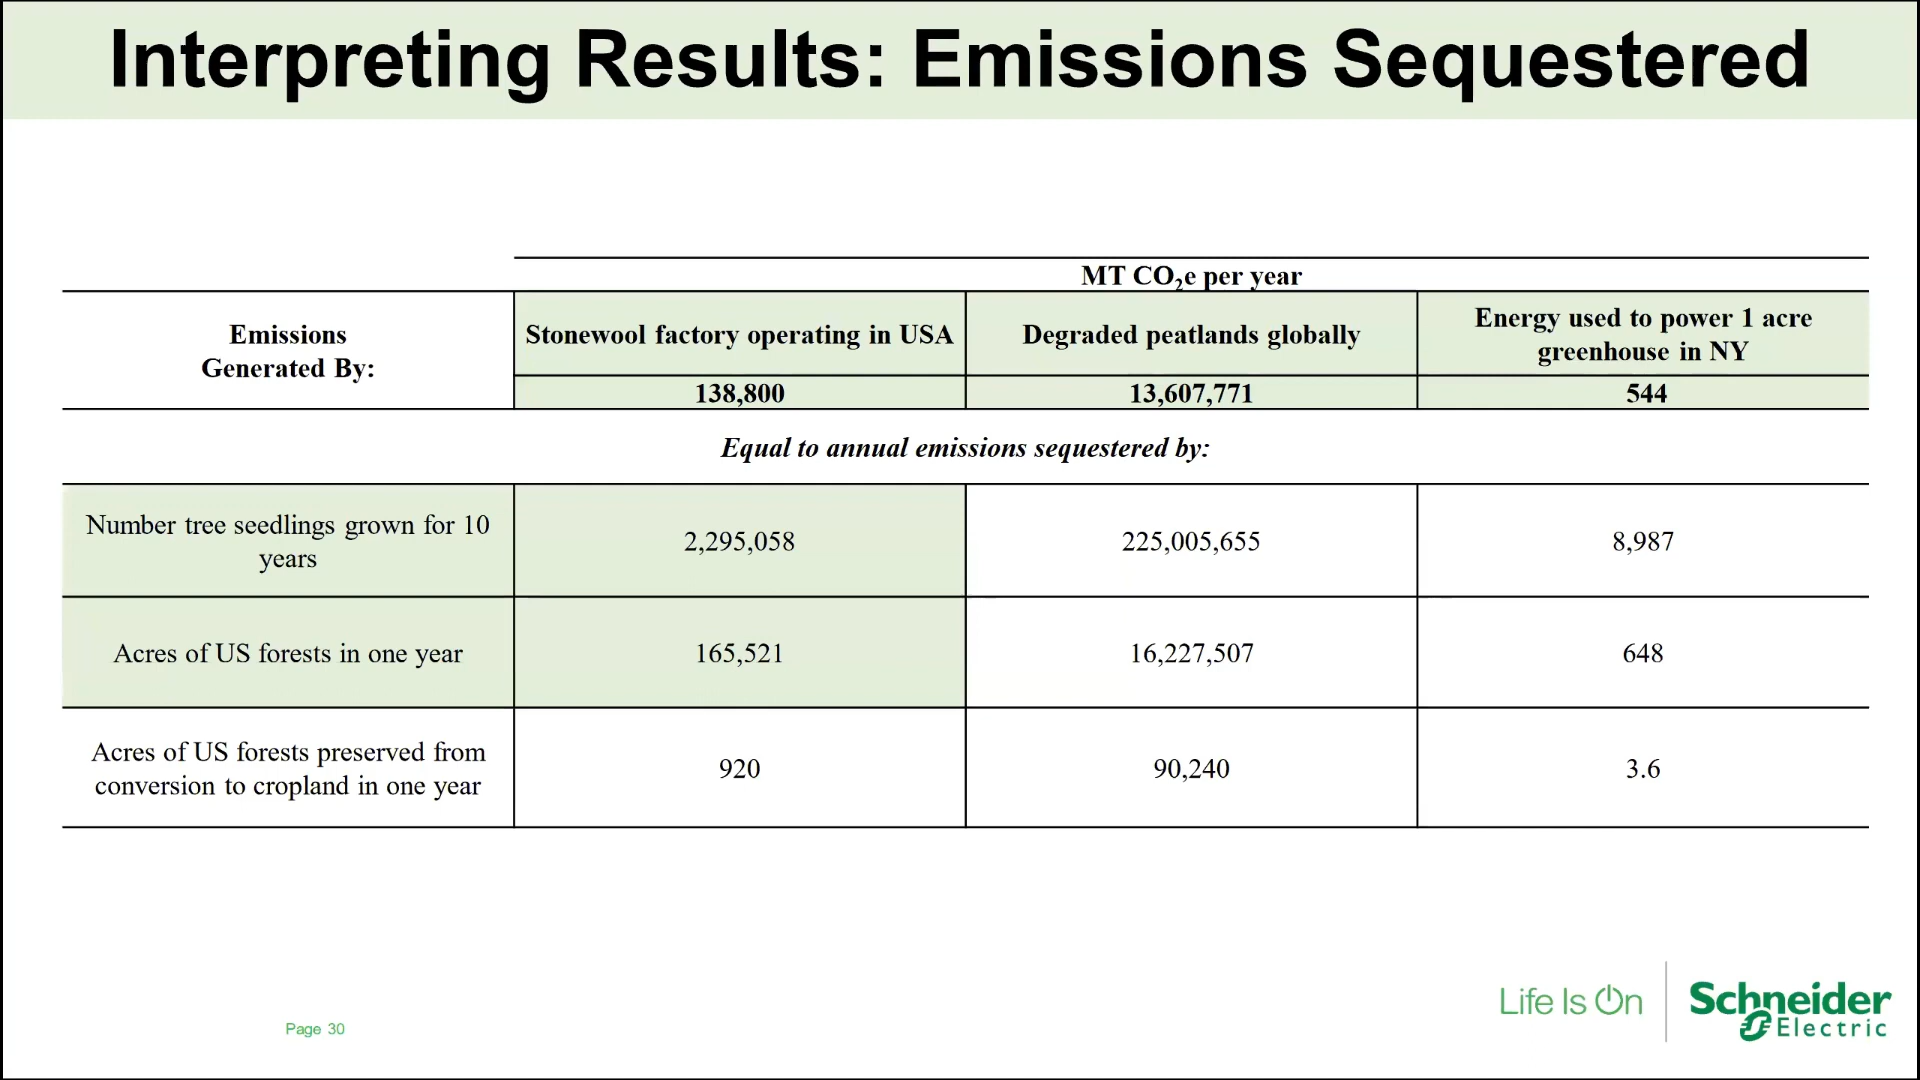 Interpreting Results: Emissions Sequestered
MT CO₂e per year
Emissions
Generated By:
Stonewool factory operating in USA
Degraded peatlands globally
Energy used to power 1 acre
greenhouse in NY
138,800
13,607,771
544
Equal to annual emissions sequestered by:
Number tree seedlings grown for 10
years
2,295,058
225,005,655
8,987
Acres of US forests in one year
165,521
16,227,507
648
Acres of US forests preserved from
conversion to cropland in one year
920
90,240
3.6
Page 30
Life Is On
Schneider
Electric